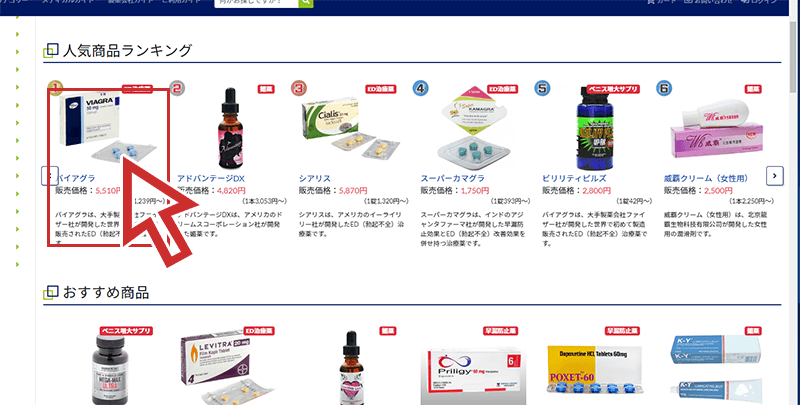 何かお探しですか？
カート
お問い合わせ
ログイン
人気商品ランキング
1
2
3
4
5
6
ED治療薬
媚薬
ED治療薬
ED治療薬
ペニス増大サプリ
媚薬
VIAGRA
50 mg
Cialis
KAMAGRA
バイアグラ
アドバンテージDX
シアリス
スーパーカマグラ
ビリリティピルズ
威覇クリーム（女性用）
販売価格：5,510円
販売価格：4,820円
販売価格：5,870円
販売価格：1,750円
販売価格：2,800円
販売価格：2,500円
1,239円～)
(1本3,053円～)
(1錠1,320円～)
(1錠393円～)
(1錠42円～)
(1本2,250円～)
バイアグラは、大手製
ザー社が開発した世界
販売されたED（勃起不全）治
す。
アドバンテージDXは、アメリカのド
リームスコーポレーション社が開発
した媚薬です。
シアリスは、アメリカのイーライリ
リー社が開発したED（勃起不全）治
療薬です。
スーパーカマグラは、インドのアジ
ャンタファーマ社が開発した早漏防
止効果とED（勃起不全）改善効果を
併せ持つ治療薬です。
バイアグラは、大手製薬会社ファイ
ザー社が開発した世界で初めて製造
販売されたED（勃起不全）治療薬で
す。
威覇クリーム（女性用）は、北京龍
覇生物科技有限公司が開発した女性
用の潤滑剤です。
おすすめ商品
ペニス増大サプリ
ED治療薬
媚薬
早漏防止薬
早漏防止薬
媚薬
MEGA-MAX
ULTRA
LEVITRA 20 mg
4
Priligy 60 mg
6
Dapoxetine HCl Tablets 60mg
POXET-60
K-Y
K-Y